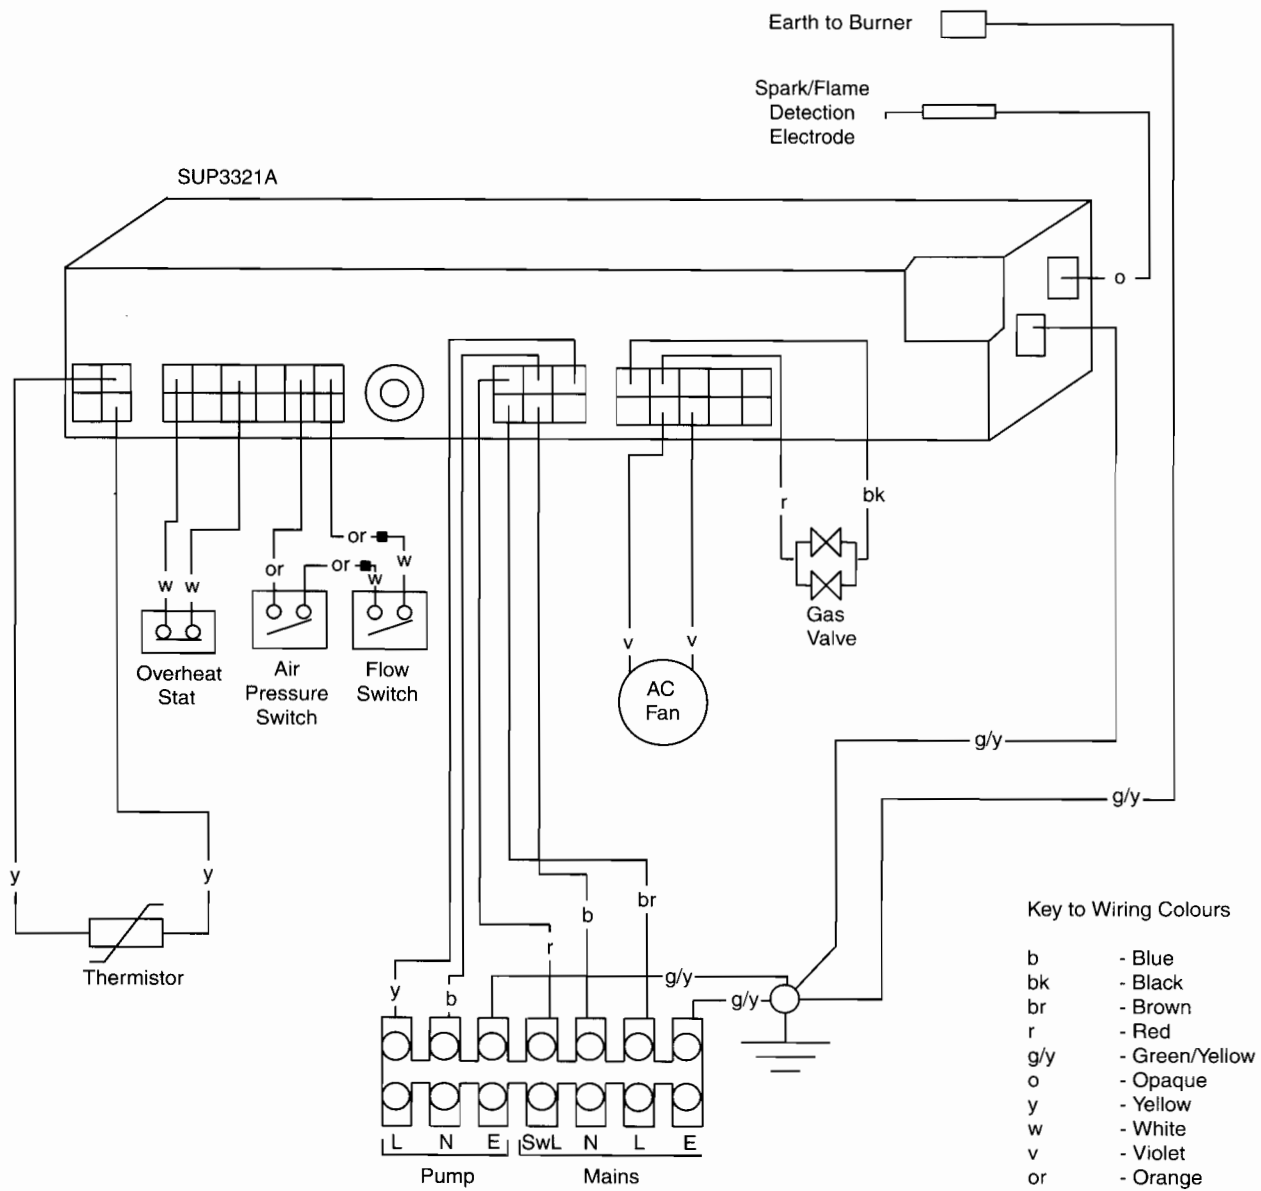 Earth to Burner
Spark/Flame
Detection
Electrode
SUP3321A
o
r
bk
or
or
w
w
or
w
w
Gas
Valve
v
v
Overheat
Stat
Air
Pressure
Switch
Flow
Switch
AC
Fan
g/y
g/y
y
y
br
b
r
Thermistor
g/y
y
b
g/y
L
N
E
SwL
N
L
E
Pump
Mains
Key to Wiring Colours
b - Blue
bk - Black
br - Brown
r - Red
g/y - Green/Yellow
o - Opaque
y - Yellow
w - White
v - Violet
or - Orange